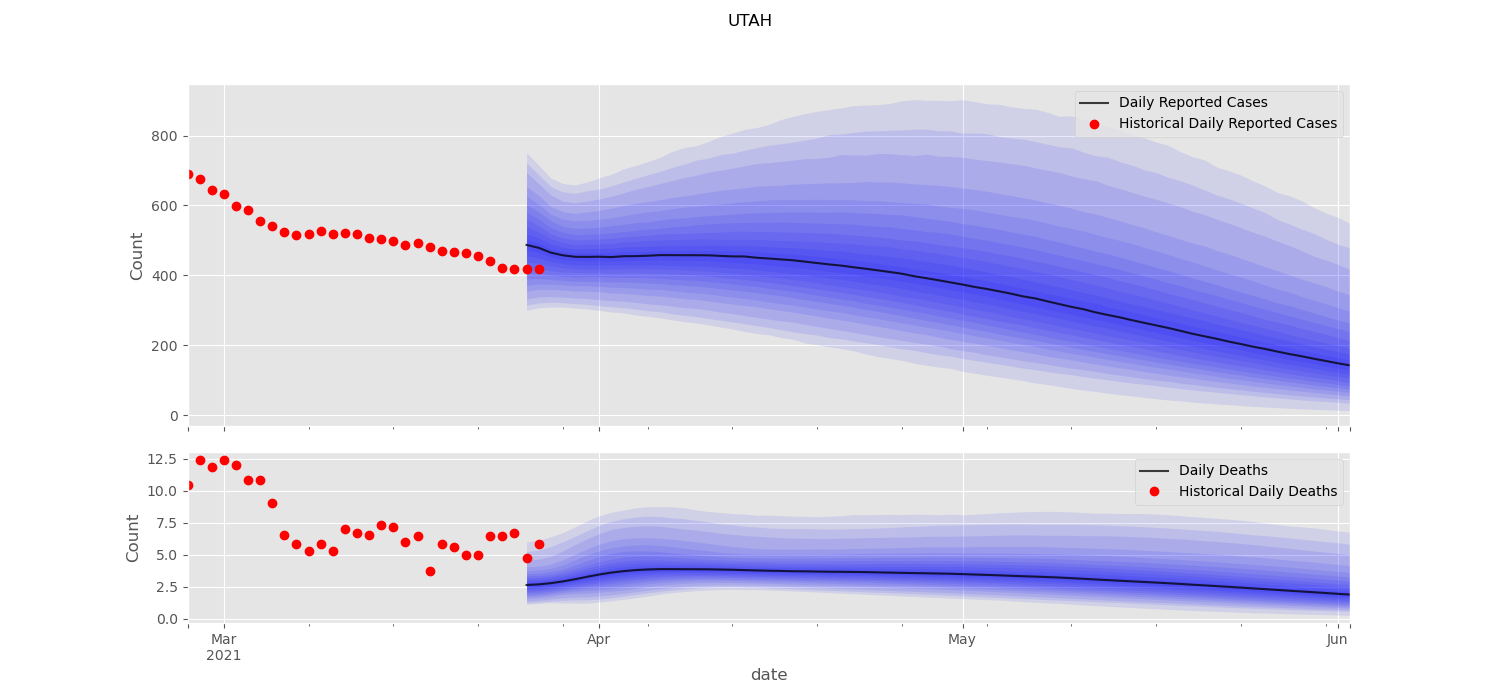 UTAH
Daily Reported Cases
Historical Daily Reported Cases
800
600
400
200
0
Count
Daily Deaths
Historical Daily Deaths
12.5
10.0
7.5
5.0
2.5
0.0
Count
Mar
2021
Apr
May
Jun
date